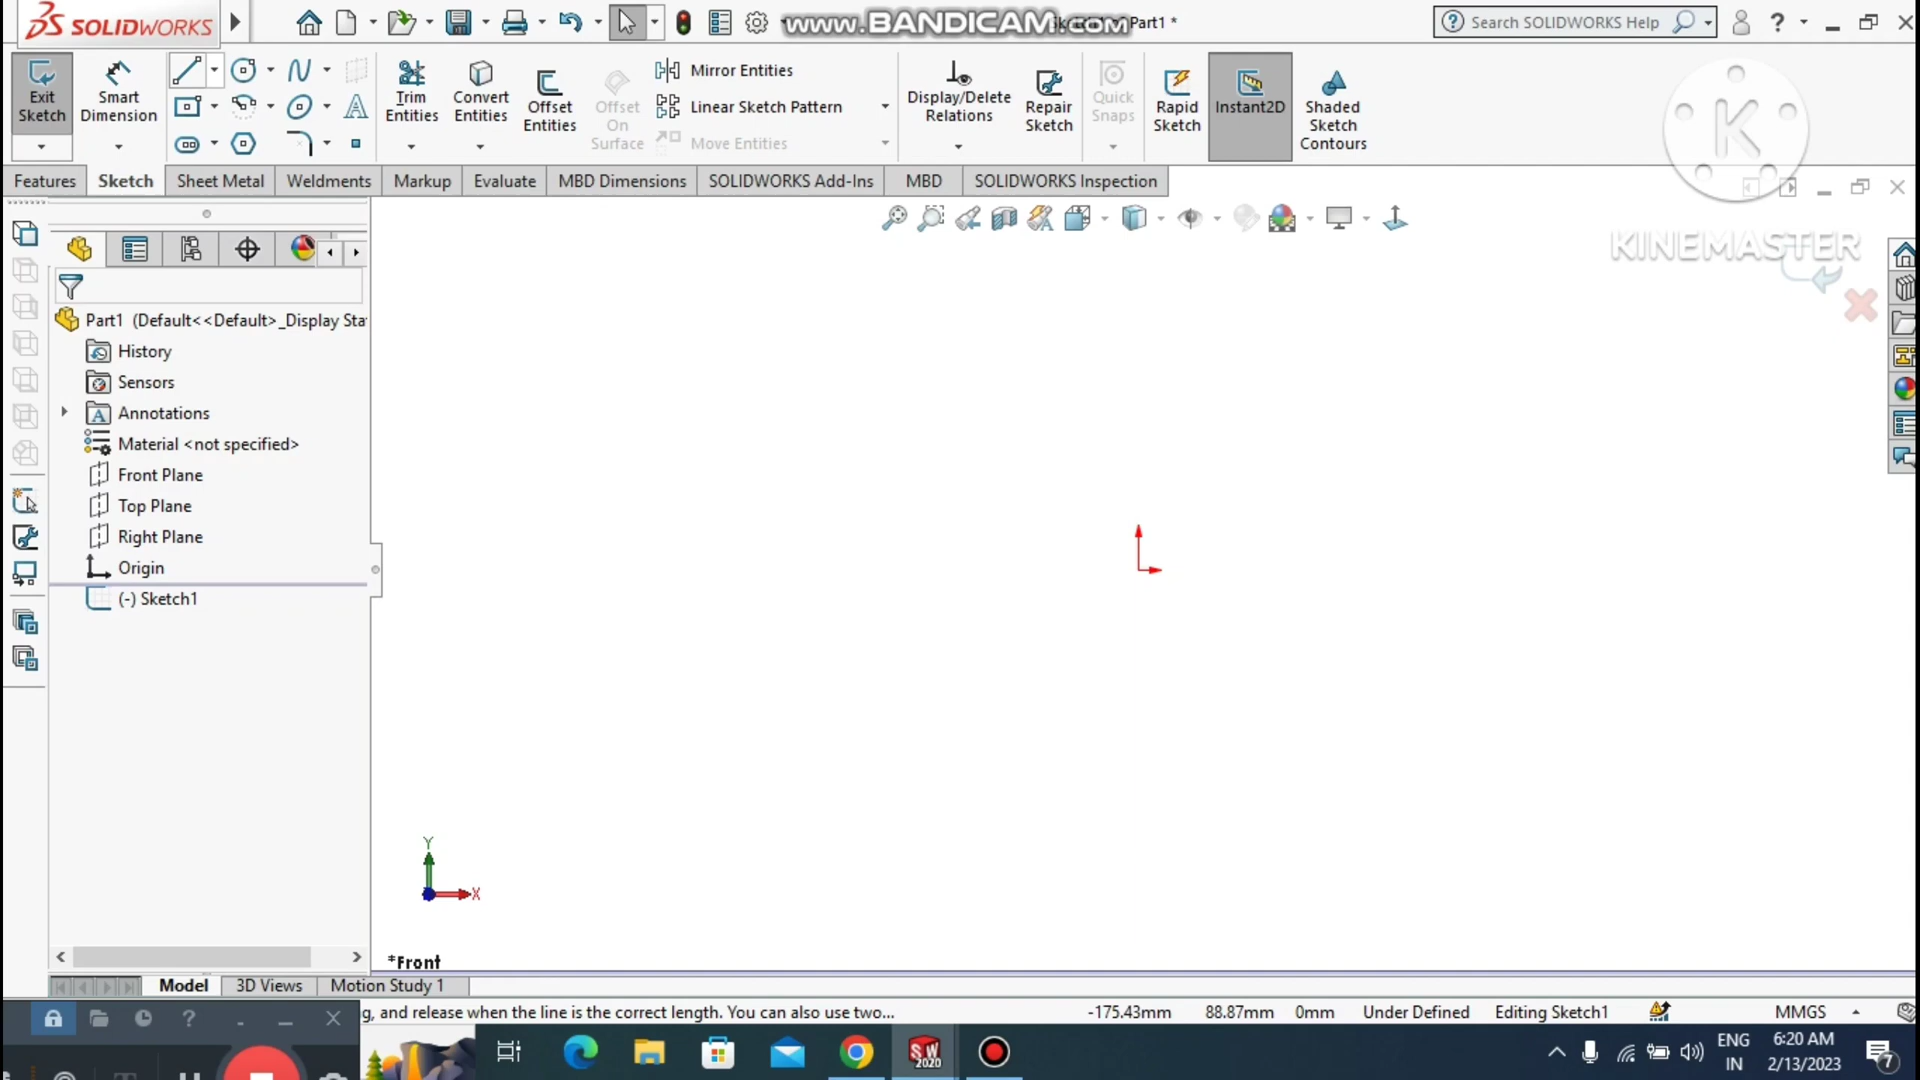 SOLIDWORKS
www.BANDICAM.com
Part1 *
Search SOLIDWORKS Help
?
Exit Sketch
Smart Dimension
Trim Entities
Convert Entities
Offset Entities
Offset On Surface
Mirror Entities
Linear Sketch Pattern
Move Entities
Display/Delete Relations
Repair Sketch
Quick Snaps
Rapid Sketch
Instant2D
Shaded Sketch Contours
K
KINEMASTER
Features
Sketch
Sheet Metal
Weldments
Markup
Evaluate
MBD Dimensions
SOLIDWORKS Add-Ins
MBD
SOLIDWORKS Inspection
Part1 (Default<<Default>_Display Sta
History
Sensors
Annotations
Material <not specified>
Front Plane
Top Plane
Right Plane
Origin
(-) Sketch1
Y
X
*Front
Model
3D Views
Motion Study 1
g, and release when the line is the correct length. You can also use two...
-175.43mm
88.87mm
0mm
Under Defined
Editing Sketch1
MMGS
SW
2020
ENG
IN
6:20 AM
2/13/2023
7